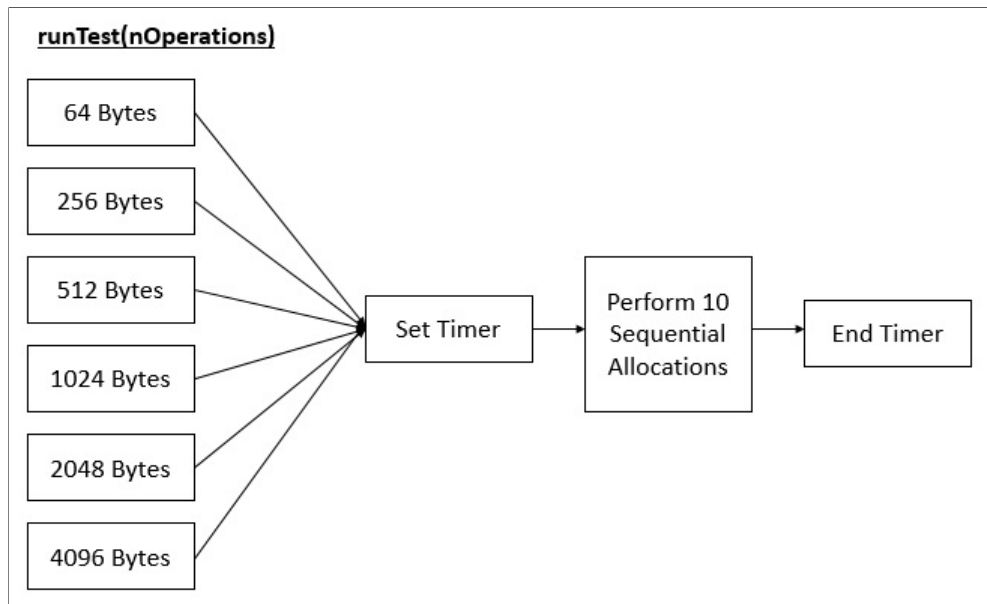 runTest(nOperations)
64 Bytes
256 Bytes
512 Bytes
1024 Bytes
2048 Bytes
4096 Bytes
Set Timer
Perform 10
Sequential
Allocations
End Timer